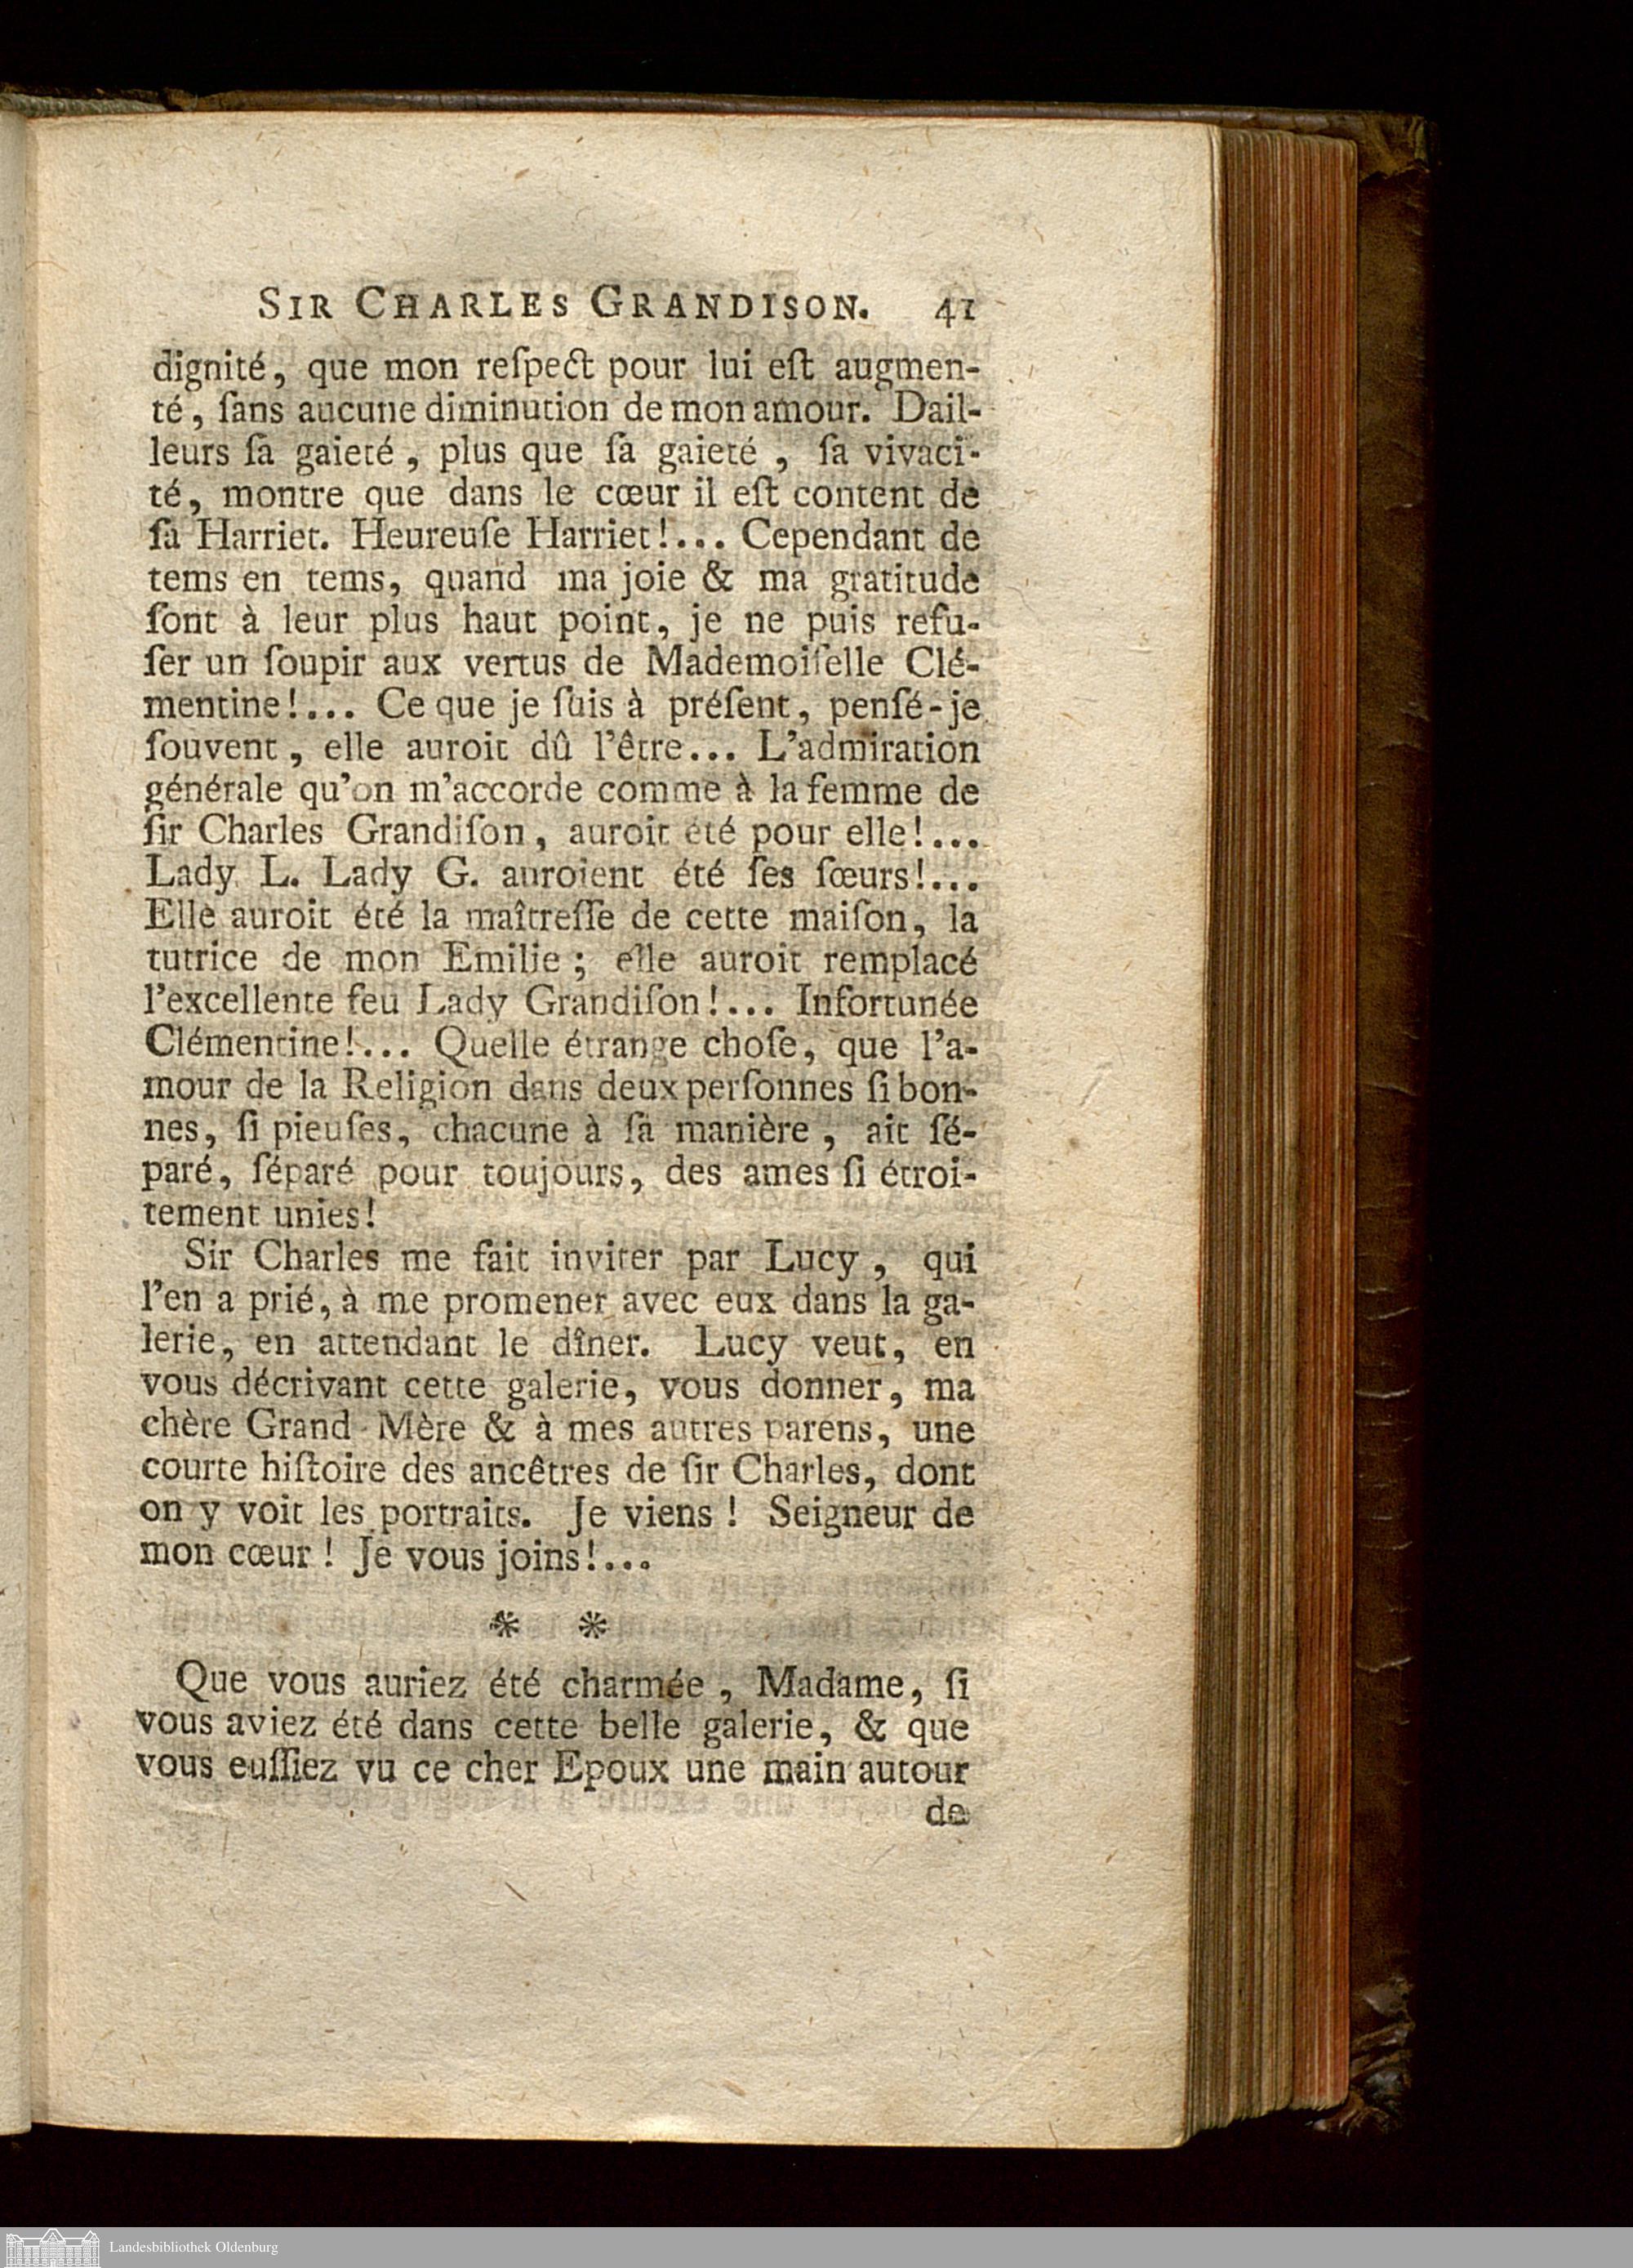 SIR CHARLES GRANDISON. 41
dignité, que mon reſpect pour lui eſt augmen-
té, ſans aucune diminution de mon amour. Dail-
leurs ſa gaieté, plus que ſa gaieté, ſa vivaci-
té, montre que dans le cœur il eſt content de
ſa Harriet. Heureuſe Harriet!... Cependant de
tems en tems, quand ma joie & ma gratitude
ſont à leur plus haut point, je ne puis refu-
ſer un ſoupir aux vertus de Mademoiſelle Clé-
mentine!... Ce que je ſuis à préſent, penſé-je
ſouvent, elle auroit dû l'être... L'admiration
générale qu'on m'accorde comme à la femme de
ſir Charles Grandiſon, auroit été pour elle!...
Lady L. Lady G. auroient été ſes ſœurs!...
Elle auroit été la maîtreſſe de cette maiſon, la
tutrice de mon Emilie; elle auroit remplacé
l'excellente feu Lady Grandiſon!... Infortunée
Clémentine!... Quelle étrange choſe, que l'a-
mour de la Religion dans deux perſonnes ſi bon-
nes, ſi pieuſes, chacune à ſa manière, ait ſé-
paré, ſéparé pour toujours, des ames ſi étroi-
tement unies!
Sir Charles me fait inviter par Lucy, qui
l'en a prié, à me promener avec eux dans la ga-
lerie, en attendant le dîner. Lucy veut, en
vous décrivant cette galerie, vous donner, ma
chère Grand-Mère & à mes autres parens, une
courte hiſtoire des ancêtres de ſir Charles, dont
on y voit les portraits. Je viens! Seigneur de
mon cœur! Je vous joins!...
* *
Que vous auriez été charmée, Madame, ſi
vous aviez été dans cette belle galerie, & que
vous euſſiez vu ce cher Epoux une main autour
de
Landesbibliothek Oldenburg